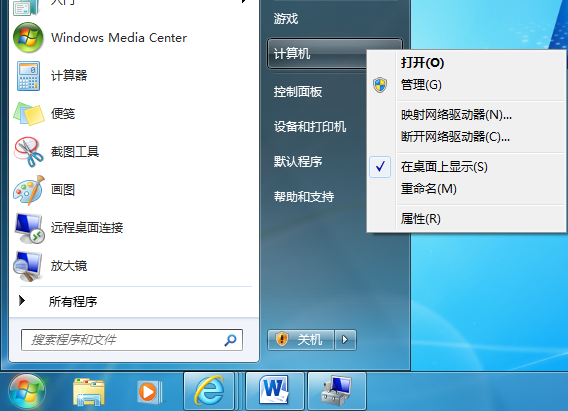 入门
Windows Media Center
计算器
便笺
截图工具
画图
远程桌面连接
放大镜
所有程序
搜索程序和文件
游戏
计算机
控制面板
设备和打印机
默认程序
帮助和支持
关机
打开(O)
管理(G)
映射网络驱动器(N)...
断开网络驱动器(C)...
在桌面上显示(S)
重命名(M)
属性(R)